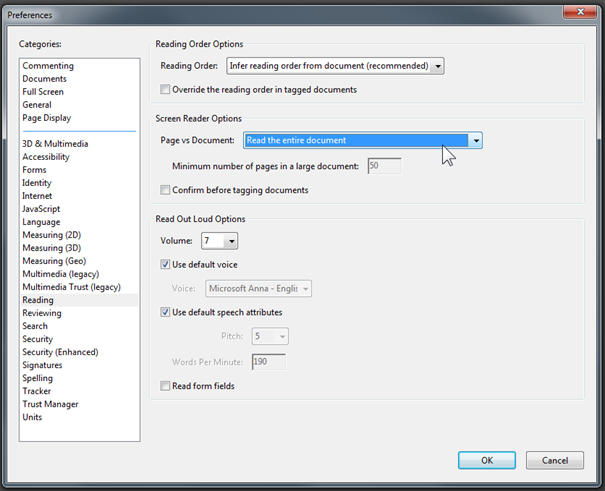 Preferences
Categories:
Commenting
Documents
Full Screen
General
Page Display
3D & Multimedia
Accessibility
Forms
Identity
Internet
JavaScript
Language
Measuring (2D)
Measuring (3D)
Measuring (Geo)
Multimedia (legacy)
Multimedia Trust (legacy)
Reading
Reviewing
Search
Security
Security (Enhanced)
Signatures
Spelling
Tracker
Trust Manager
Units
Reading Order Options
Reading Order: Infer reading order from document (recommended)
Override the reading order in tagged documents
Screen Reader Options
Page vs Document: Read the entire document
Minimum number of pages in a large document: 50
Confirm before tagging documents
Read Out Loud Options
Volume: 7
Use default voice
Voice: Microsoft Anna - Englis
Use default speech attributes
Pitch: 5
Words Per Minute: 190
Read form fields
OK Cancel